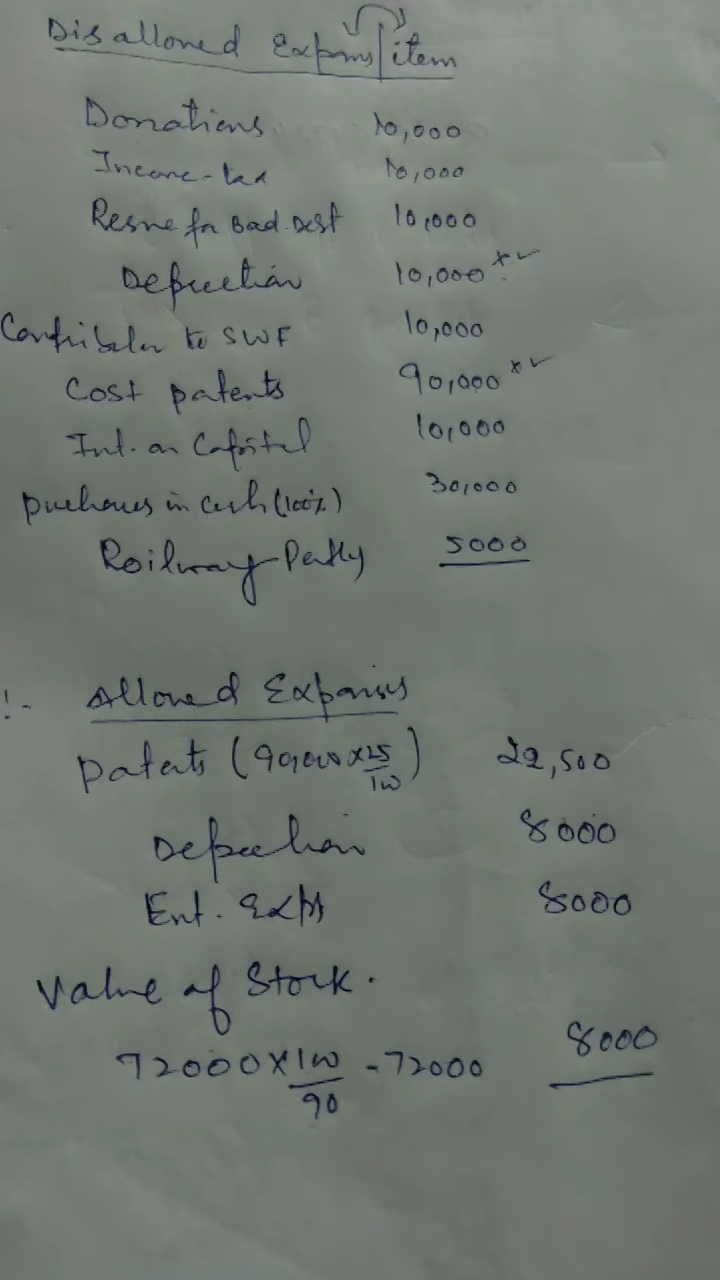 Disallowed Expens/item
Donations 10,000
Income-tax 10,000
Reserve for Bad Debt 10,000
Depreciation 10,000 x✓
Contribution to SWF 10,000
Cost patents 90,000 x✓
Int. on Capital 10,000
purchases in cash (100%) 30,000
Railway Penlty 5000
:- Allowed Expenses
Patents (90,000 x 25/100) 22,500
Depreciation 8000
Ent. Exps 8000
Value of Stock.
72000 x 100/90 - 72000 8000